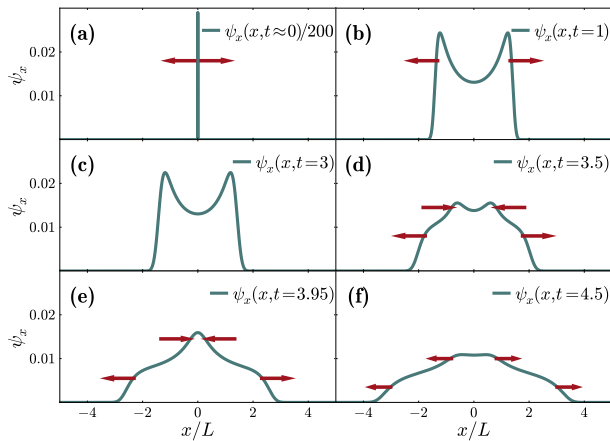 (a) ψₓ(x,t≈0)/200
(b) ψₓ(x,t=1)
ψₓ
0.02
0.01
(c) ψₓ(x,t=3)
(d) ψₓ(x,t=3.5)
ψₓ
0.02
0.01
(e) ψₓ(x,t=3.95)
(f) ψₓ(x,t=4.5)
ψₓ
0.02
0.01
−4 −2 0 2 4
−4 −2 0 2 4
x/L
x/L